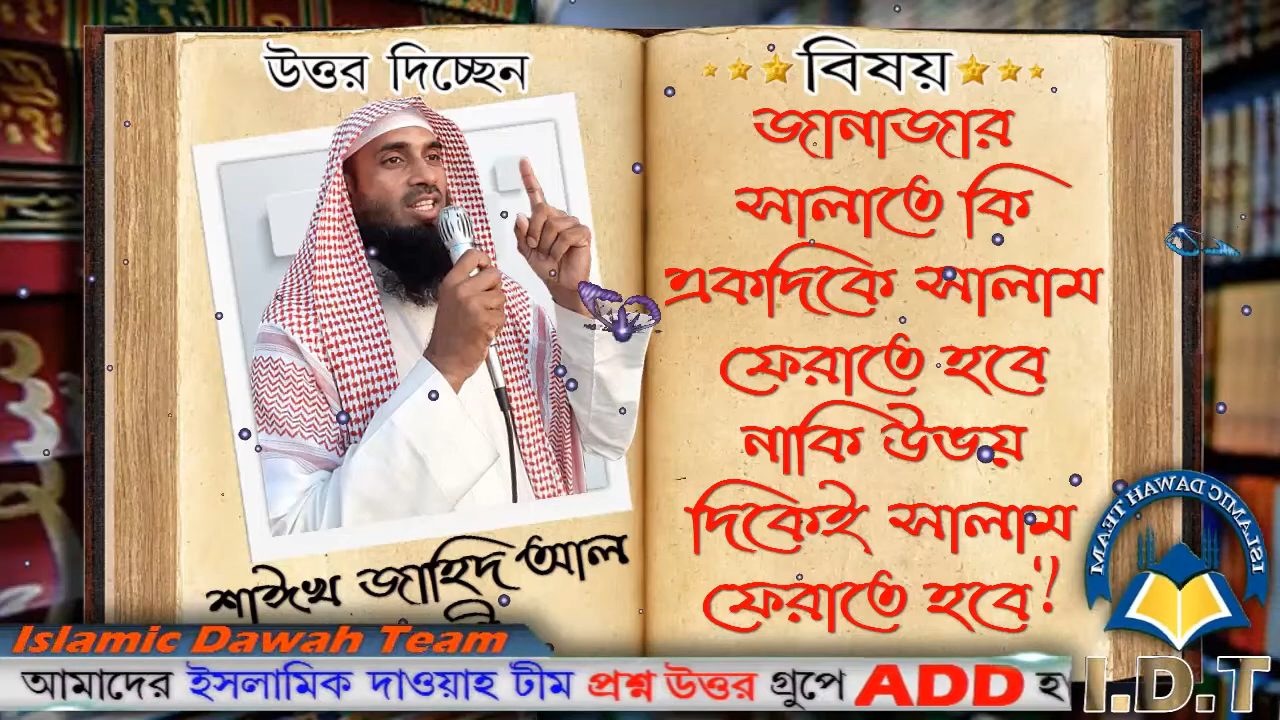 উত্তর দিচ্ছেন
শাঈখ জাহিদ আল
বিষয়
জানাজার
সালাতে কি
একদিকে সালাম
ফেরাতে হবে
নাকি উভয়
দিকেই সালাম
ফেরাতে হবে?
ISLAMIC DAWAH TEAM
Islamic Dawah Team
আমাদের ইসলামিক দাওয়াহ টীম প্রশ্ন উত্তর গ্রুপে ADD হ
I.D.T